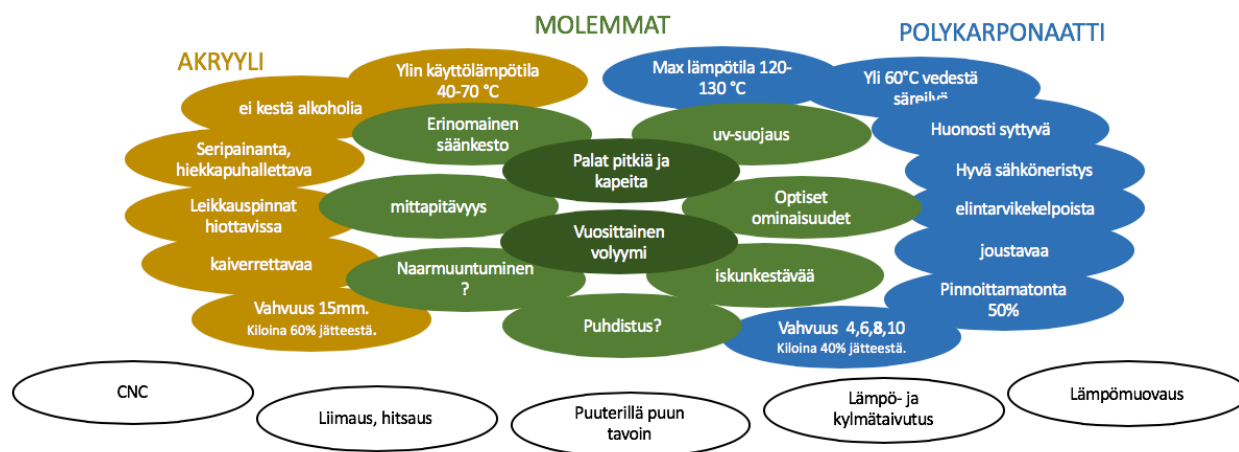 MOLEMMAT
AKRYYLI
POLYKARPONAATTI
Ylin käyttölämpötila
40-70 °C
ei kestä alkoholia
Seripainanta,
hiekkapuhallettava
Leikkauspinnat
hiottavissa
kaiverrettavaa
Vahvuus 15mm.
Kiloina 60% jätteestä.
Erinomainen
säänkesto
uv-suojaus
Palat pitkiä ja
kapeita
mittapitävyys
Optiset
ominaisuudet
Vuosittainen
volyymi
Naarmuuntuminen
?
iskunkestävää
Puhdistus?
Max lämpötila 120-
130 °C
Yli 60°C vedestä
säreilyä
Huonosti syttyvä
Hyvä sähköneristys
elintarvikekelpoista
joustavaa
Pinnoittamatonta
50%
Vahvuus 4,6,8,10
Kiloina 40% jätteestä.
CNC
Liimaus, hitsaus
Puuterillä puun
tavoin
Lämpö- ja
kylmätaivutus
Lämpömuovaus